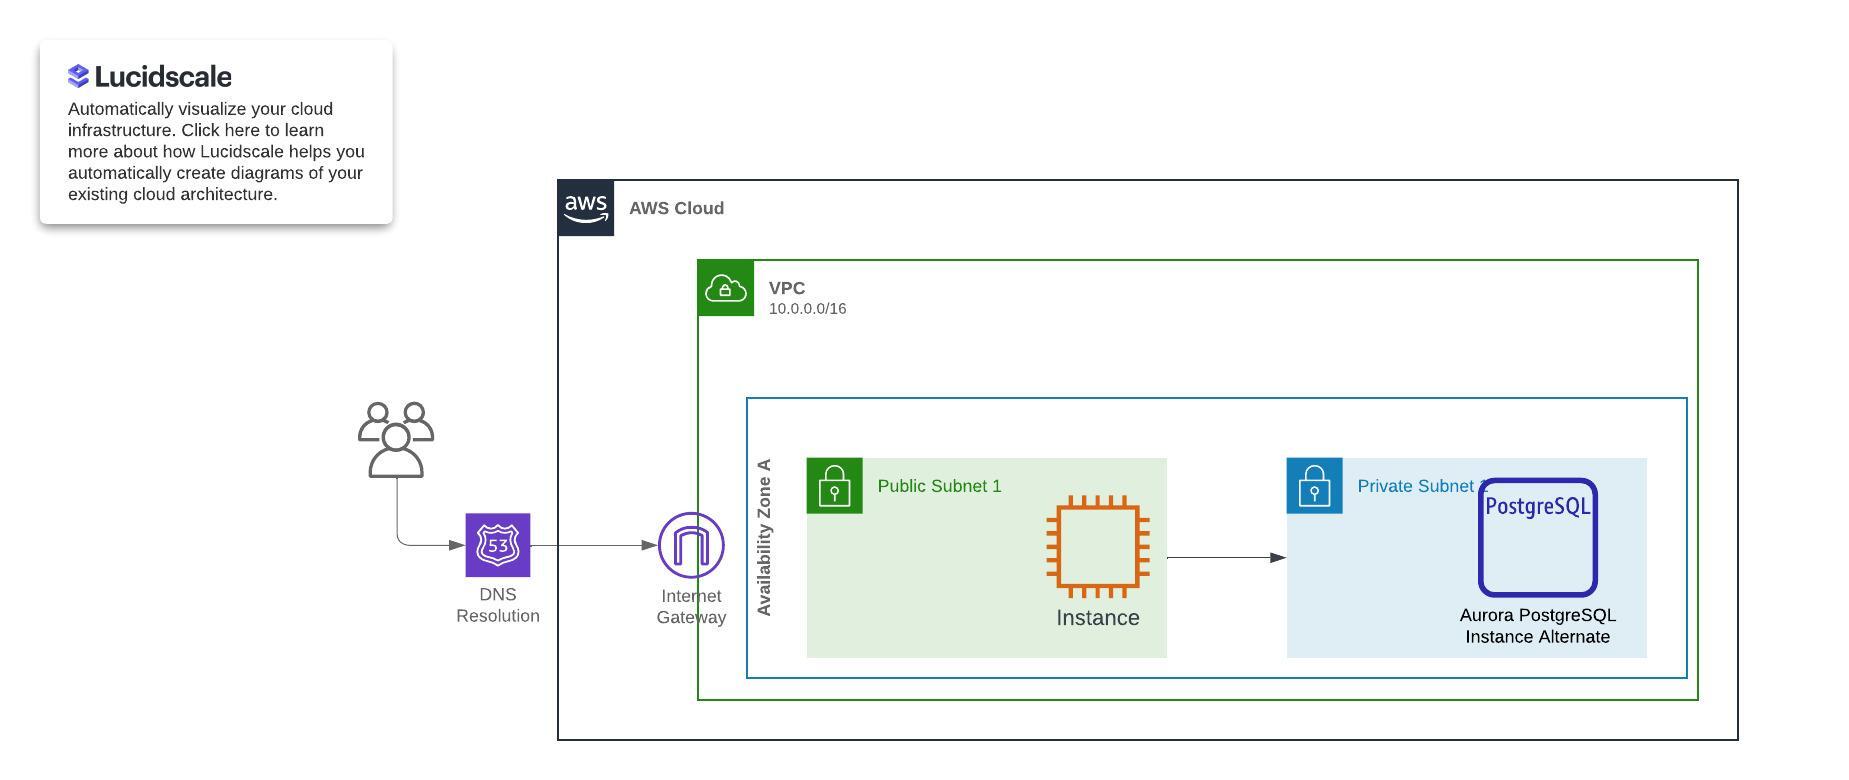 Lucidscale
Automatically visualize your cloud
infrastructure. Click here to learn
more about how Lucidscale helps you
automatically create diagrams of your
existing cloud architecture.
aws
AWS Cloud
VPC
10.0.0.0/16
53
DNS
Resolution
Internet
Gateway
Availability Zone A
Public Subnet 1
Instance
Private Subnet
PostgreSQL
Aurora PostgreSQL
Instance Alternate